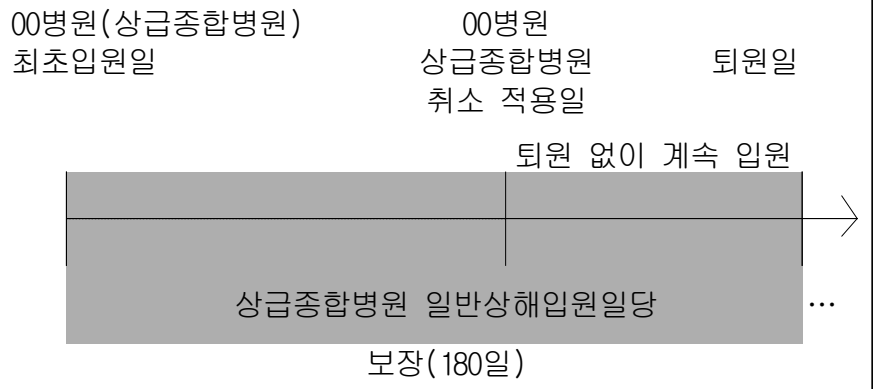 00병원(상급종합병원)
최초입원일
00병원
상급종합병원
취소 적용일
퇴원일
퇴원 없이 계속 입원
상급종합병원 일반상해입원일당
…
보장(180일)